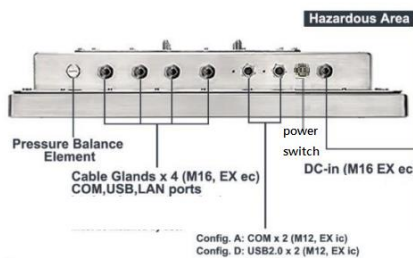 Hazardous Area
Pressure Balance
Element
Cable Glands x 4 (M16, EX ec)
COM,USB,LAN ports
power
switch
DC-in (M16 EX ec)
Config. A: COM x 2 (M12, EX ic)
Config. D: USB2.0 x 2 (M12, EX ic)